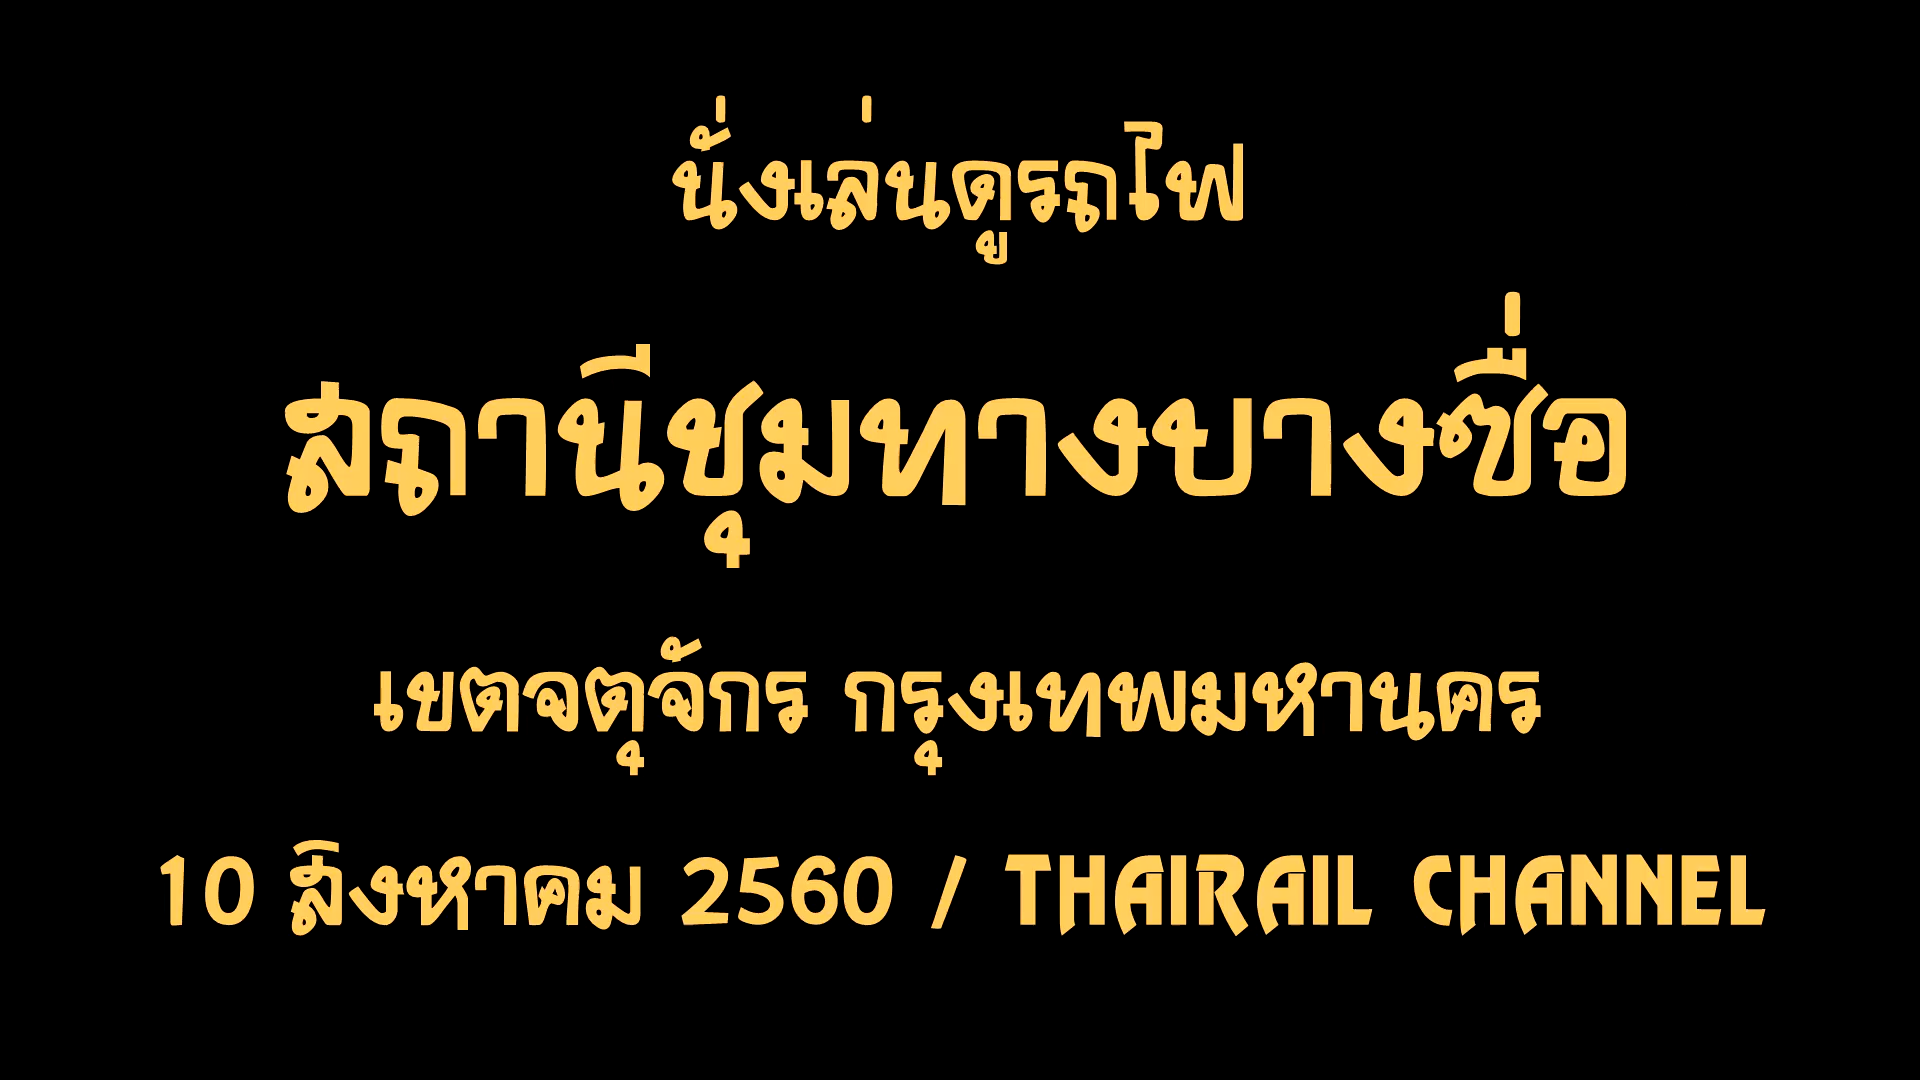 นั่งเล่นดูรถไฟ
สถานีชุมทางบางซื่อ
เขตจตุจักร กรุงเทพมหานคร
10 สิงหาคม 2560 / THAIRAIL CHANNEL